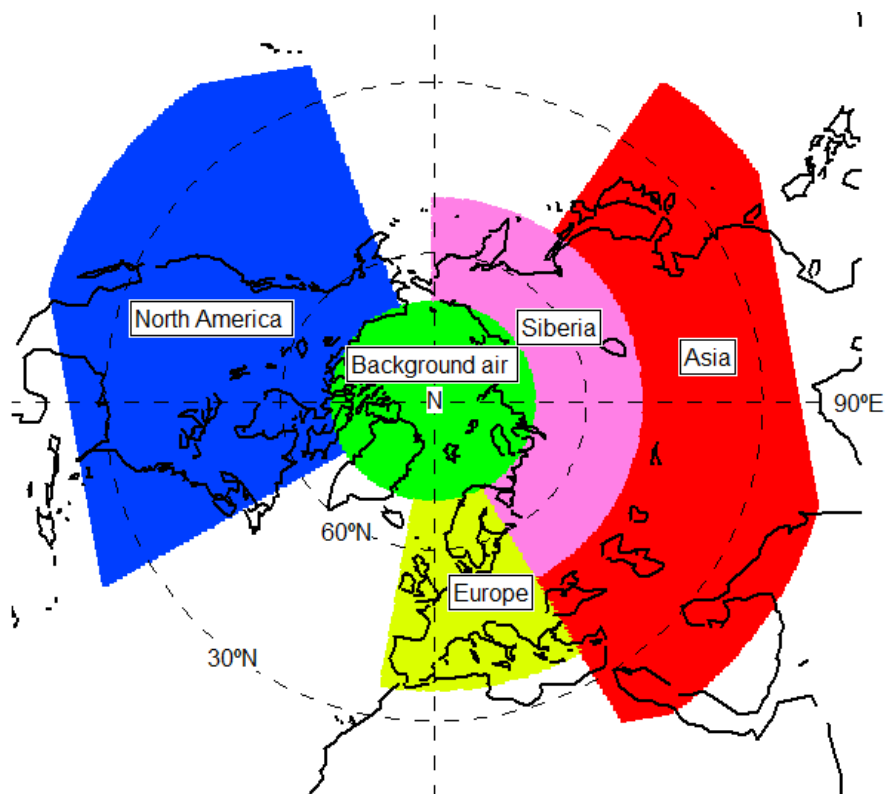 North America
Siberia
Background air
Asia
N
90ºE
60ºN
Europe
30ºN